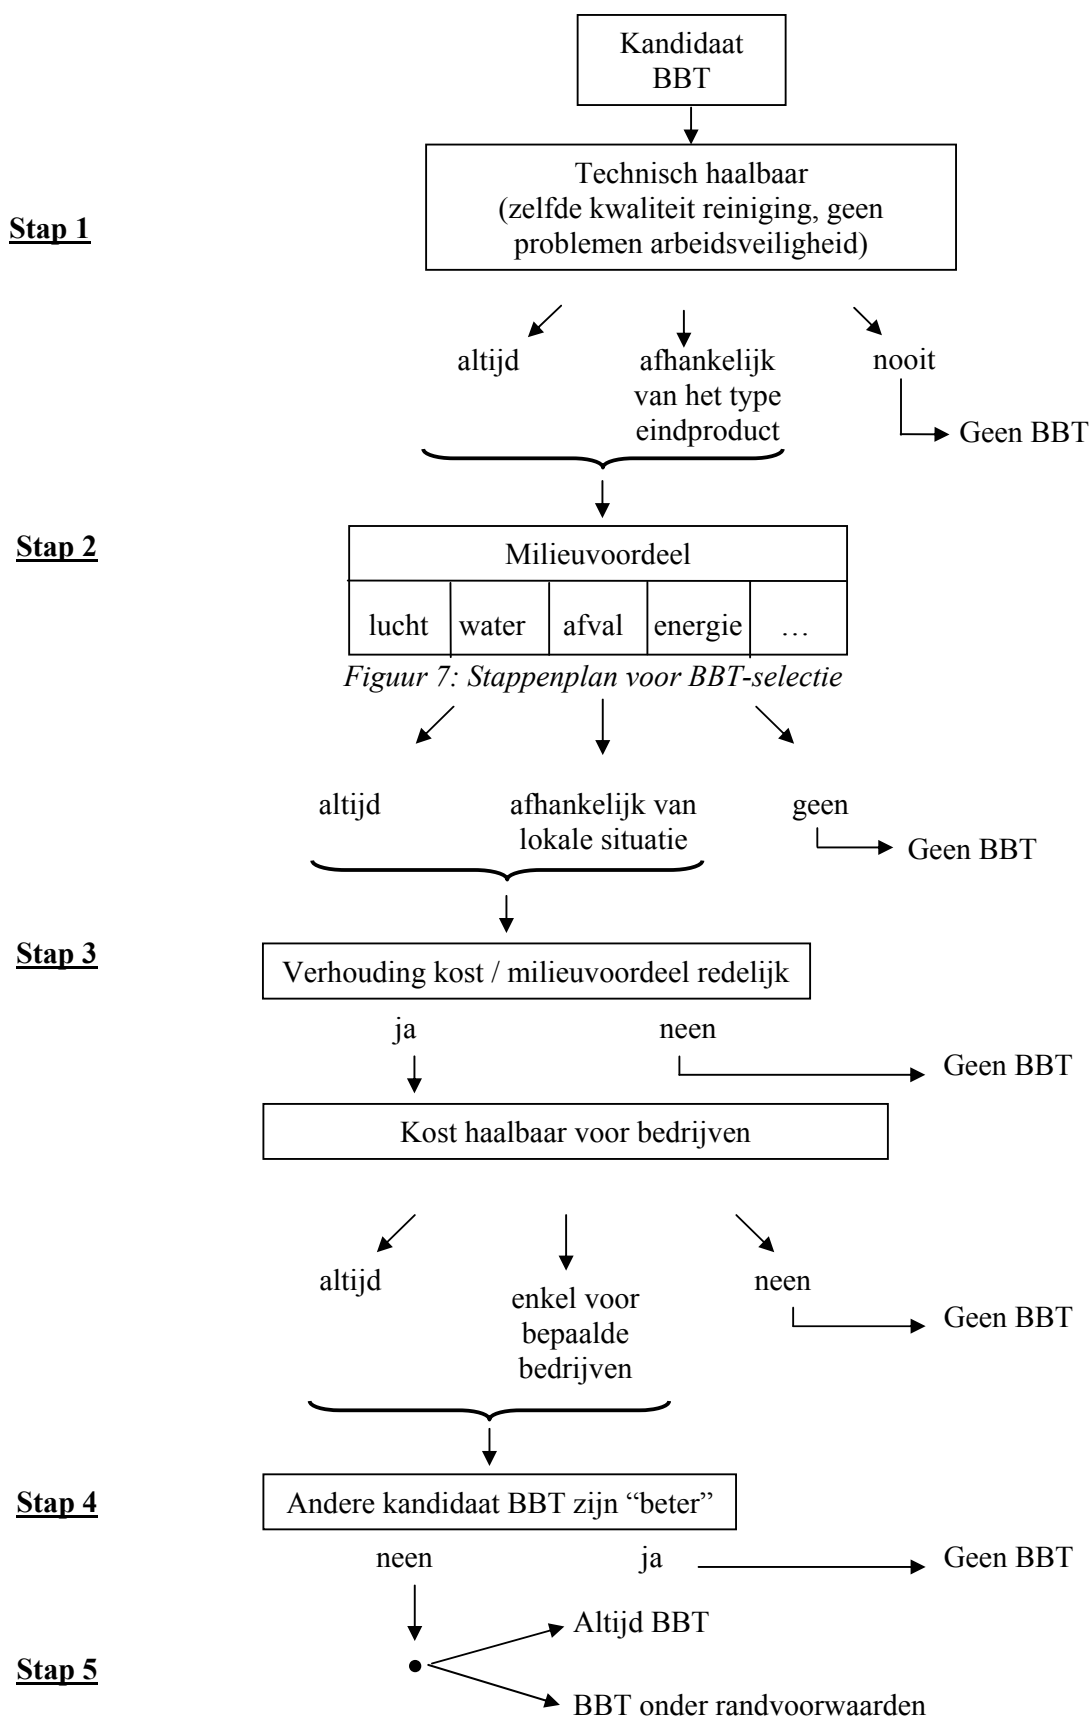 Kandidaat
BBT
Stap 1
Technisch haalbaar
(zelfde kwaliteit reiniging, geen
problemen arbeidsveiligheid)
altijd
afhankelijk
van het type
eindproduct
nooit
Geen BBT
Stap 2
Milieuvoordeel
lucht water afval energie …
Figuur 7: Stappenplan voor BBT-selectie
altijd
afhankelijk van
lokale situatie
geen
Geen BBT
Stap 3
Verhouding kost / milieuvoordeel redelijk
ja neen
Geen BBT
Kost haalbaar voor bedrijven
altijd
enkel voor
bepaalde
bedrijven
neen
Geen BBT
Stap 4
Andere kandidaat BBT zijn “beter”
neen ja Geen BBT
Altijd BBT
Stap 5
BBT onder randvoorwaarden